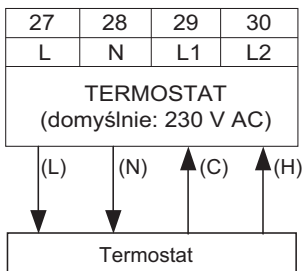 27 28 29 30
L N L1 L2
TERMOSTAT
(domyślnie: 230 V AC)
(L) (N) (C) (H)
Termostat